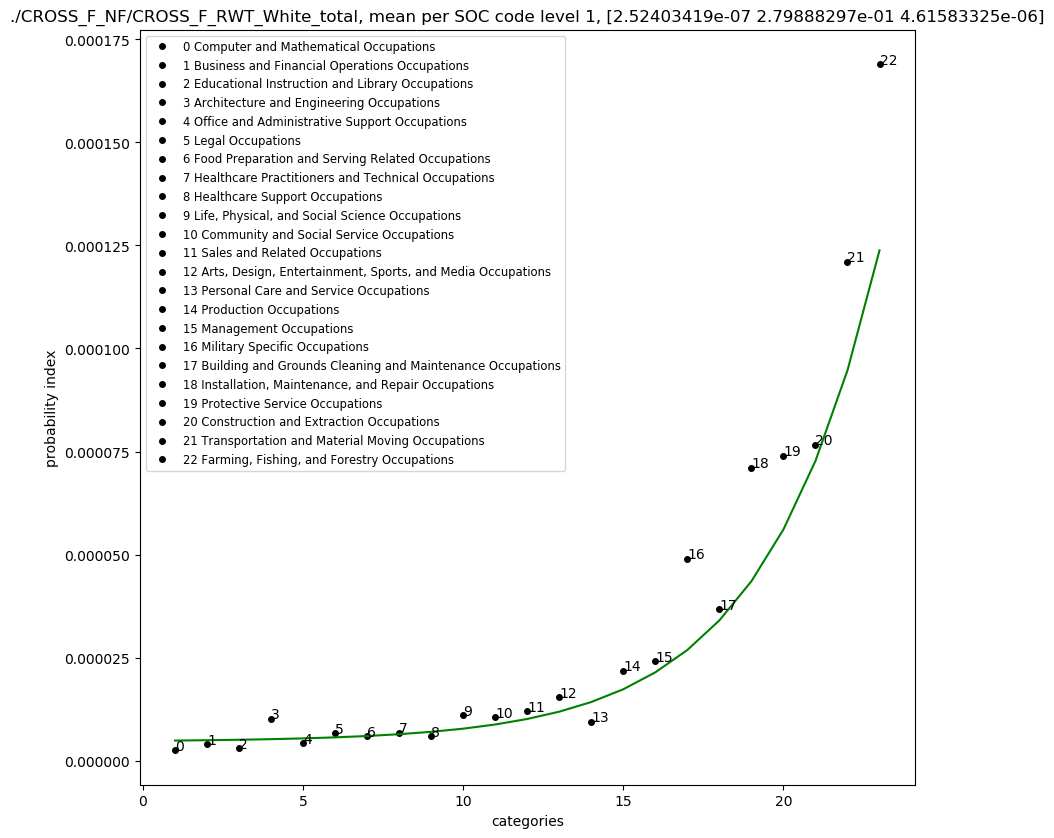 ./CROSS_F_NF/CROSS_F_RWT_White_total, mean per SOC code level 1, [2.52403419e-07 2.79888297e-01 4.61583325e-06]
0 Computer and Mathematical Occupations
1 Business and Financial Operations Occupations
2 Educational Instruction and Library Occupations
3 Architecture and Engineering Occupations
4 Office and Administrative Support Occupations
5 Legal Occupations
6 Food Preparation and Serving Related Occupations
7 Healthcare Practitioners and Technical Occupations
8 Healthcare Support Occupations
9 Life, Physical, and Social Science Occupations
10 Community and Social Service Occupations
11 Sales and Related Occupations
12 Arts, Design, Entertainment, Sports, and Media Occupations
13 Personal Care and Service Occupations
14 Production Occupations
15 Management Occupations
16 Military Specific Occupations
17 Building and Grounds Cleaning and Maintenance Occupations
18 Installation, Maintenance, and Repair Occupations
19 Protective Service Occupations
20 Construction and Extraction Occupations
21 Transportation and Material Moving Occupations
22 Farming, Fishing, and Forestry Occupations
probability index
0.000175
0.000150
0.000125
0.000100
0.000075
0.000050
0.000025
0.000000
0
1
2
3
4
5
6
7
8
9
10
11
12
13
14
15
16
17
18
19
20
21
22
0
5
10
15
20
categories